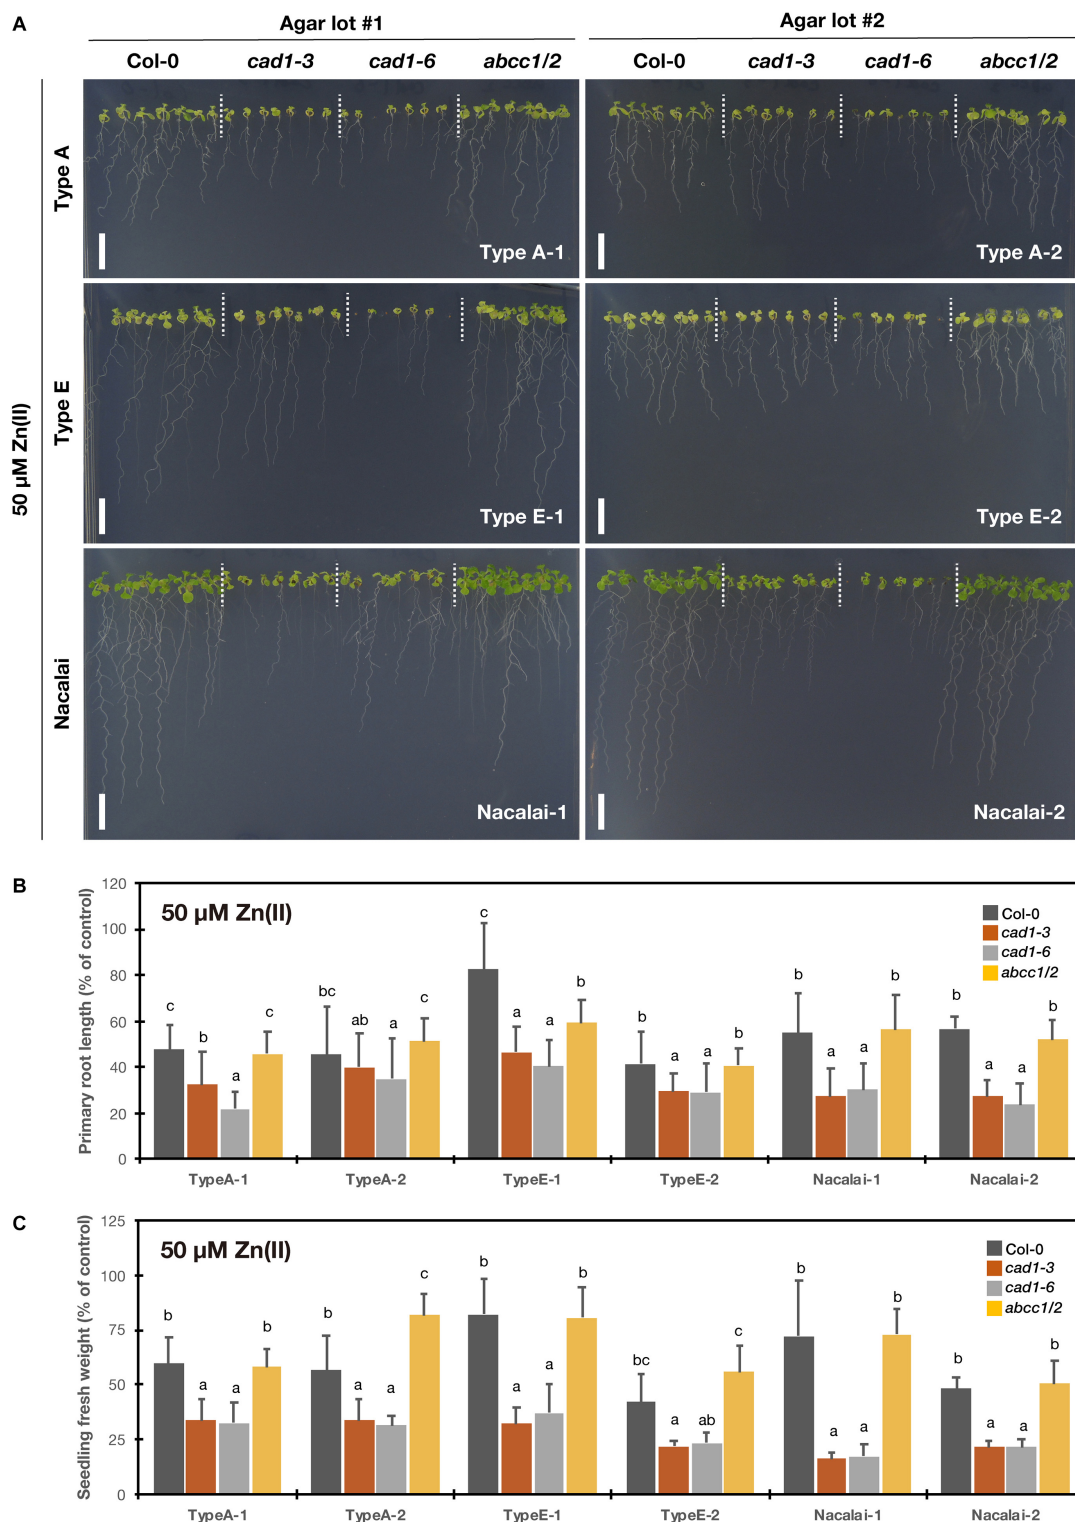 A
Agar lot #1
Agar lot #2
Col-0 cad1-3 cad1-6 abcc1/2
Col-0 cad1-3 cad1-6 abcc1/2
50 µM Zn(II)
Type A
Type A-1
Type A-2
Type E
Type E-1
Type E-2
Nacalai
Nacalai-1
Nacalai-2
B
50 µM Zn(II)
Primary root length (% of control)
120
100
80
60
40
20
0
Col-0
cad1-3
cad1-6
abcc1/2
c b a c
bc ab a c
c a a b
b a a b
b a a b
b a a b
TypeA-1 TypeA-2 TypeE-1 TypeE-2 Nacalai-1 Nacalai-2
C
50 µM Zn(II)
Seedling fresh weight (% of control)
125
100
75
50
25
0
Col-0
cad1-3
cad1-6
abcc1/2
b a a b
b a a c
b a a b
bc a ab c
b a a b
b a a b
TypeA-1 TypeA-2 TypeE-1 TypeE-2 Nacalai-1 Nacalai-2